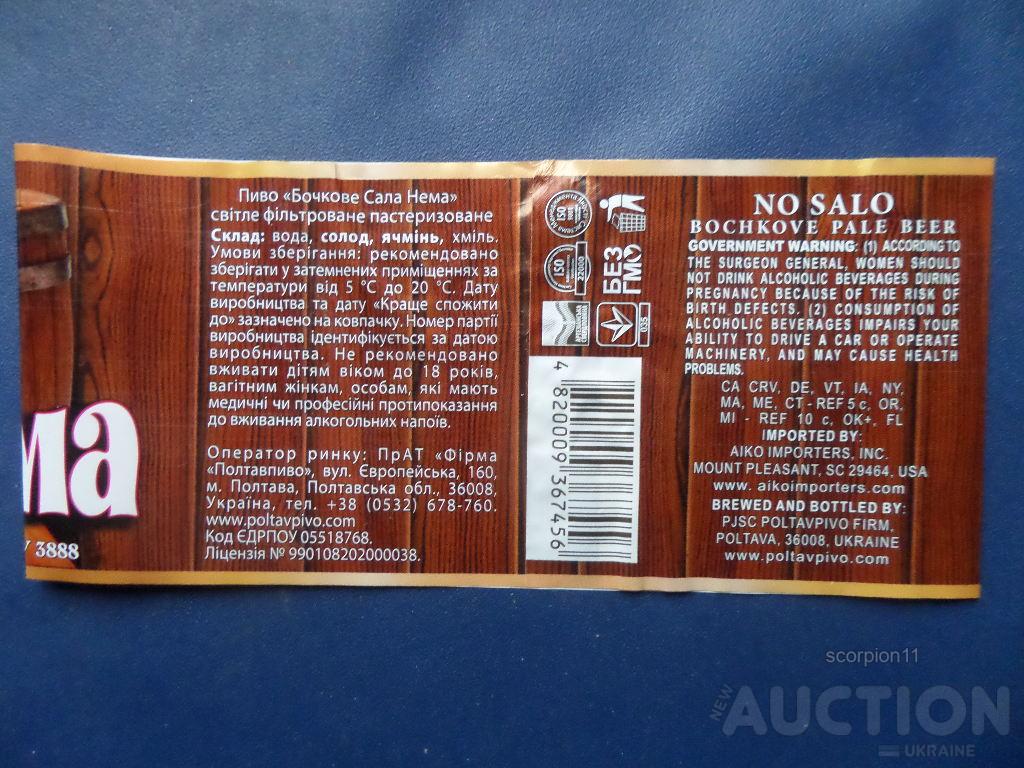 ма
У 3888
Пиво «Бочкове Сала Нема»
світле фільтроване пастеризоване
Склад: вода, солод, ячмінь, хміль.
Умови зберігання: рекомендовано
зберігати у затемнених приміщеннях за
температури від 5 °С до 20 °С. Дату
виробництва та дату «Краще спожити
до» зазначено на ковпачку. Номер партії
виробництва ідентифікується за датою
виробництва. Не рекомендовано
вживати дітям віком до 18 років,
вагітним жінкам, особам, які мають
медичні чи професійні протипоказання
до вживання алкогольних напоїв.
Оператор ринку: ПрАТ «Фірма
«Полтавпиво», вул. Європейська, 160,
м. Полтава, Полтавська обл., 36008,
Україна, тел. +38 (0532) 678-760.
www.poltavpivo.com
Код ЄДРПОУ 05518768.
Ліцензія № 990108202000038.
ISO
ISO
22000
БЕЗ
ГМО
035
4 820009 367456
NO SALO
BOCHKOVE PALE BEER
GOVERNMENT WARNING: (1) ACCORDING TO
THE SURGEON GENERAL, WOMEN SHOULD
NOT DRINK ALCOHOLIC BEVERAGES DURING
PREGNANCY BECAUSE OF THE RISK OF
BIRTH DEFECTS. (2) CONSUMPTION OF
ALCOHOLIC BEVERAGES IMPAIRS YOUR
ABILITY TO DRIVE A CAR OR OPERATE
MACHINERY, AND MAY CAUSE HEALTH
PROBLEMS.
CA CRV, DE, VT, IA, NY,
MA, ME, CT - REF 5 c, OR,
MI - REF 10 c, OK+, FL
IMPORTED BY:
AIKO IMPORTERS, INC.
MOUNT PLEASANT, SC 29464, USA
www. aikoimporters.com
BREWED AND BOTTLED BY:
PJSC POLTAVPIVO FIRM,
POLTAVA, 36008, UKRAINE
www.poltavpivo.com
scorpion11
NEW
AUCTION
UKRAINE